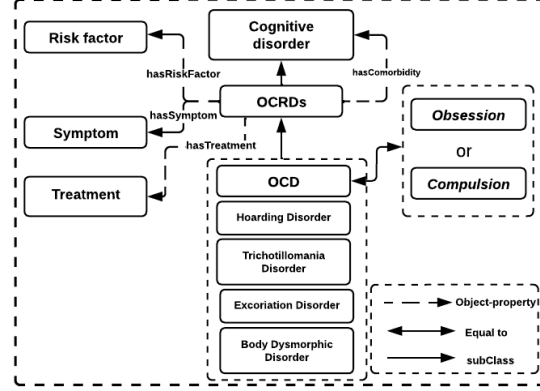 Risk factor
Cognitive
disorder
hasRiskFactor
hasComorbidity
OCRDs
hasSymptom
Symptom
hasTreatment
Treatment
Obsession
or
Compulsion
OCD
Hoarding Disorder
Trichotillomania
Disorder
Excoriation Disorder
Body Dysmorphic
Disorder
Object-property
Equal to
subClass